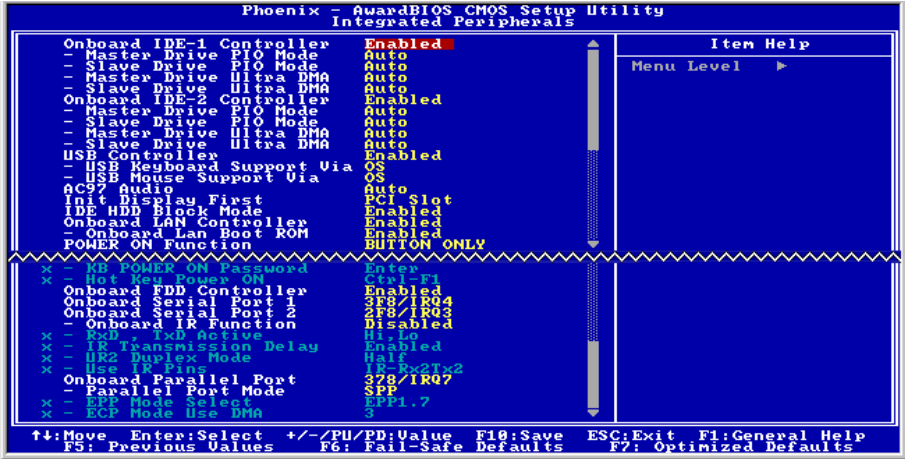 Phoenix - AwardBIOS CMOS Setup Utility
Integrated Peripherals
Onboard IDE-1 Controller Enabled
- Master Drive PIO Mode Auto
- Slave Drive PIO Mode Auto
- Master Drive Ultra DMA Auto
- Slave Drive Ultra DMA Auto
Onboard IDE-2 Controller Enabled
- Master Drive PIO Mode Auto
- Slave Drive PIO Mode Auto
- Master Drive Ultra DMA Auto
- Slave Drive Ultra DMA Auto
USB Controller Enabled
- USB Keyboard Support Via OS
- USB Mouse Support Via OS
AC97 Audio Auto
Init Display First PCI Slot
IDE HDD Block Mode Enabled
Onboard LAN Controller Enabled
- Onboard Lan Boot ROM Enabled
POWER ON Function BUTTON ONLY
x - KB POWER ON Password Enter
x - Hot Key Power ON Ctrl-F1
Onboard FDD Controller Enabled
Onboard Serial Port 1 3F8/IRQ4
Onboard Serial Port 2 2F8/IRQ3
- Onboard IR Function Disabled
x - RxD , TxD Active Hi,Lo
x - IR Transmission Delay Enabled
x - UR2 Duplex Mode Half
x - Use IR Pins IR-Rx2Tx2
Onboard Parallel Port 378/IRQ7
- Parallel Port Mode SPP
x - EPP Mode Select EPP1.7
x - ECP Mode Use DMA 3
Item Help
Menu Level ►
↑↓:Move Enter:Select +/-/PU/PD:Value F10:Save ESC:Exit F1:General Help
F5: Previous Values F6: Fail-Safe Defaults F7: Optimized Defaults